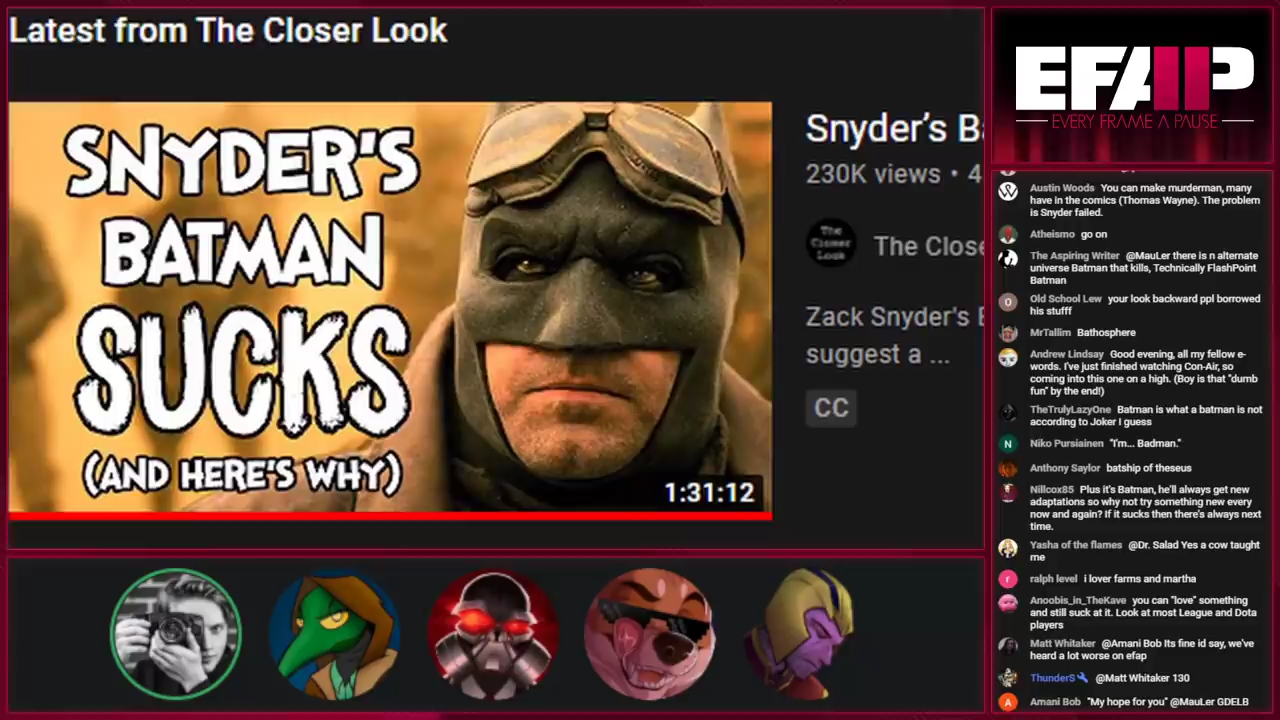 Latest from The Closer Look
SNYDER'S
BATMAN
SUCKS
(AND HERE'S WHY)
1:31:12
Snyder's
230K views • 4
The Closer
Look
The Close
Zack Snyder's
suggest a ...
CC
EFAP
EVERY FRAME A PAUSE
Austin Woods You can make murderman, many
have in the comics (Thomas Wayne). The problem
is Snyder failed.
Atheismo go on
The Aspiring Writer @MauLer there is n alternate
universe Batman that kills, Technically FlashPoint
Batman
Old School Lew your look backward ppl borrowed
his stufff
MrTallim Bathosphere
Andrew Lindsay Good evening, all my fellow e-
words. I've just finished watching Con-Air, so
coming into this one on a high. (Boy is that "dumb
fun" by the end!)
TheTrulyLazyOne Batman is what a batman is not
according to Joker I guess
N
Niko Pursiainen "I'm... Badman."
Anthony Saylor batship of theseus
Nillcox85 Plus it's Batman, he'll always get new
adaptations so why not try something new every
now and again? If it sucks then there's always next
time.
Yasha of the flames @Dr. Salad Yes a cow taught
me
r
ralph level i lover farms and martha
Anoobis_in_TheKave you can "love" something
and still suck at it. Look at most League and Dota
players
Matt Whitaker @Amani Bob Its fine id say, we've
heard a lot worse on efap
ThunderS @Matt Whitaker 130
A
Amani Bob "My hope for you" @MauLer GDELB